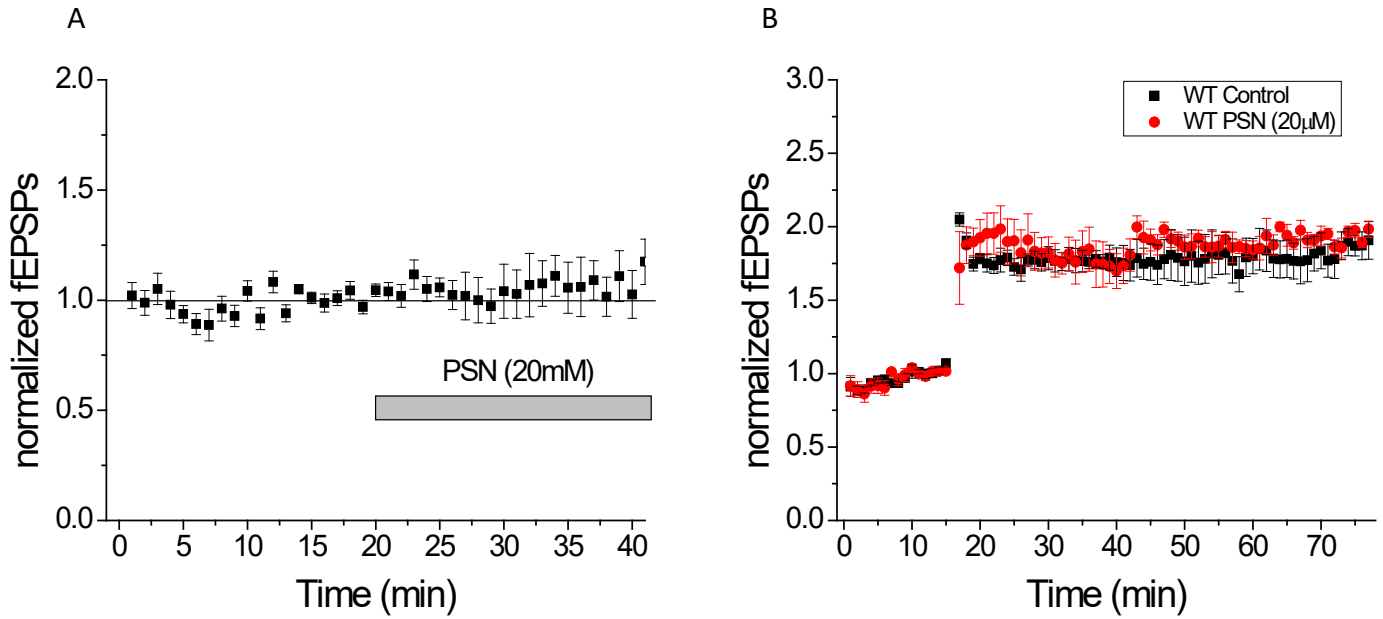 A
2.0
1.5
1.0
0.5
0.0
normalized fEPSPs
PSN (20mM)
0 5 10 15 20 25 30 35 40
Time (min)
B
3.0
2.5
2.0
1.5
1.0
0.5
0.0
normalized fEPSPs
WT Control
WT PSN (20μM)
0 10 20 30 40 50 60 70
Time (min)